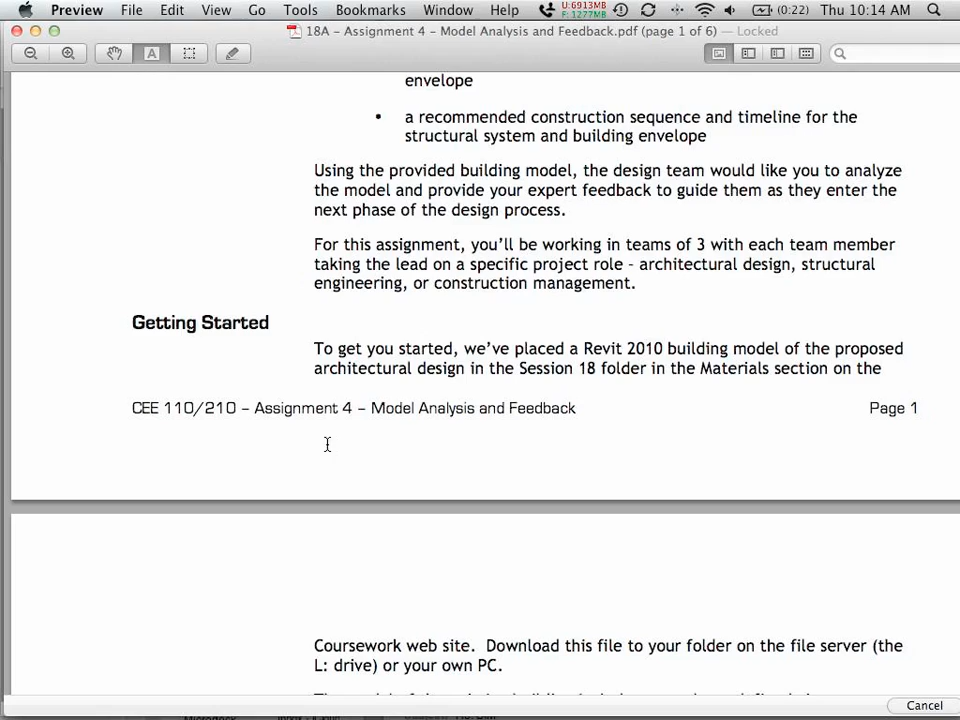 Preview File Edit View Go Tools Bookmarks Window Help U:6913MB F:1277MB (0:22) Thu 10:14 AM
18A – Assignment 4 – Model Analysis and Feedback.pdf (page 1 of 6) — Locked
envelope
• a recommended construction sequence and timeline for the
structural system and building envelope
Using the provided building model, the design team would like you to analyze
the model and provide your expert feedback to guide them as they enter the
next phase of the design process.
For this assignment, you’ll be working in teams of 3 with each team member
taking the lead on a specific project role – architectural design, structural
engineering, or construction management.
Getting Started
To get you started, we’ve placed a Revit 2010 building model of the proposed
architectural design in the Session 18 folder in the Materials section on the
CEE 110/210 – Assignment 4 – Model Analysis and Feedback Page 1
Coursework web site. Download this file to your folder on the file server (the
L: drive) or your own PC.
Cancel